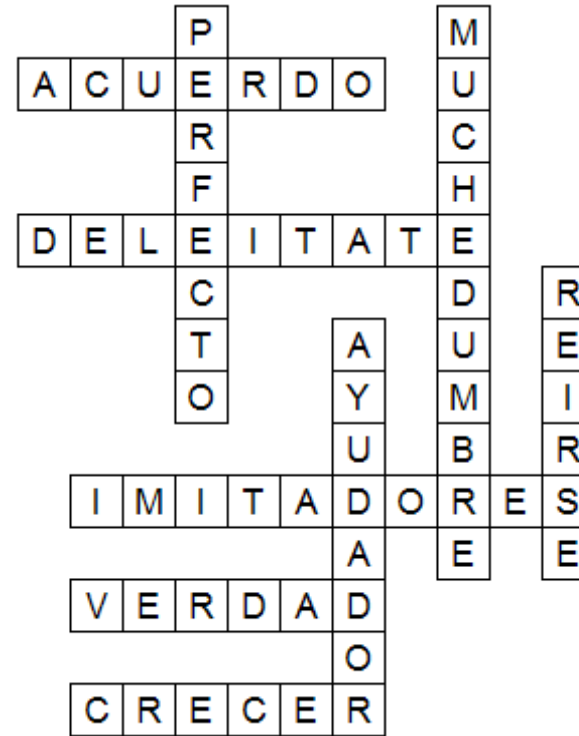 PERFECTO
MUCHEDUMBRE
ACUERDO
DELEITATE
REIRSE
AYUDADOR
IMITADORES
VERDAD
CRECER